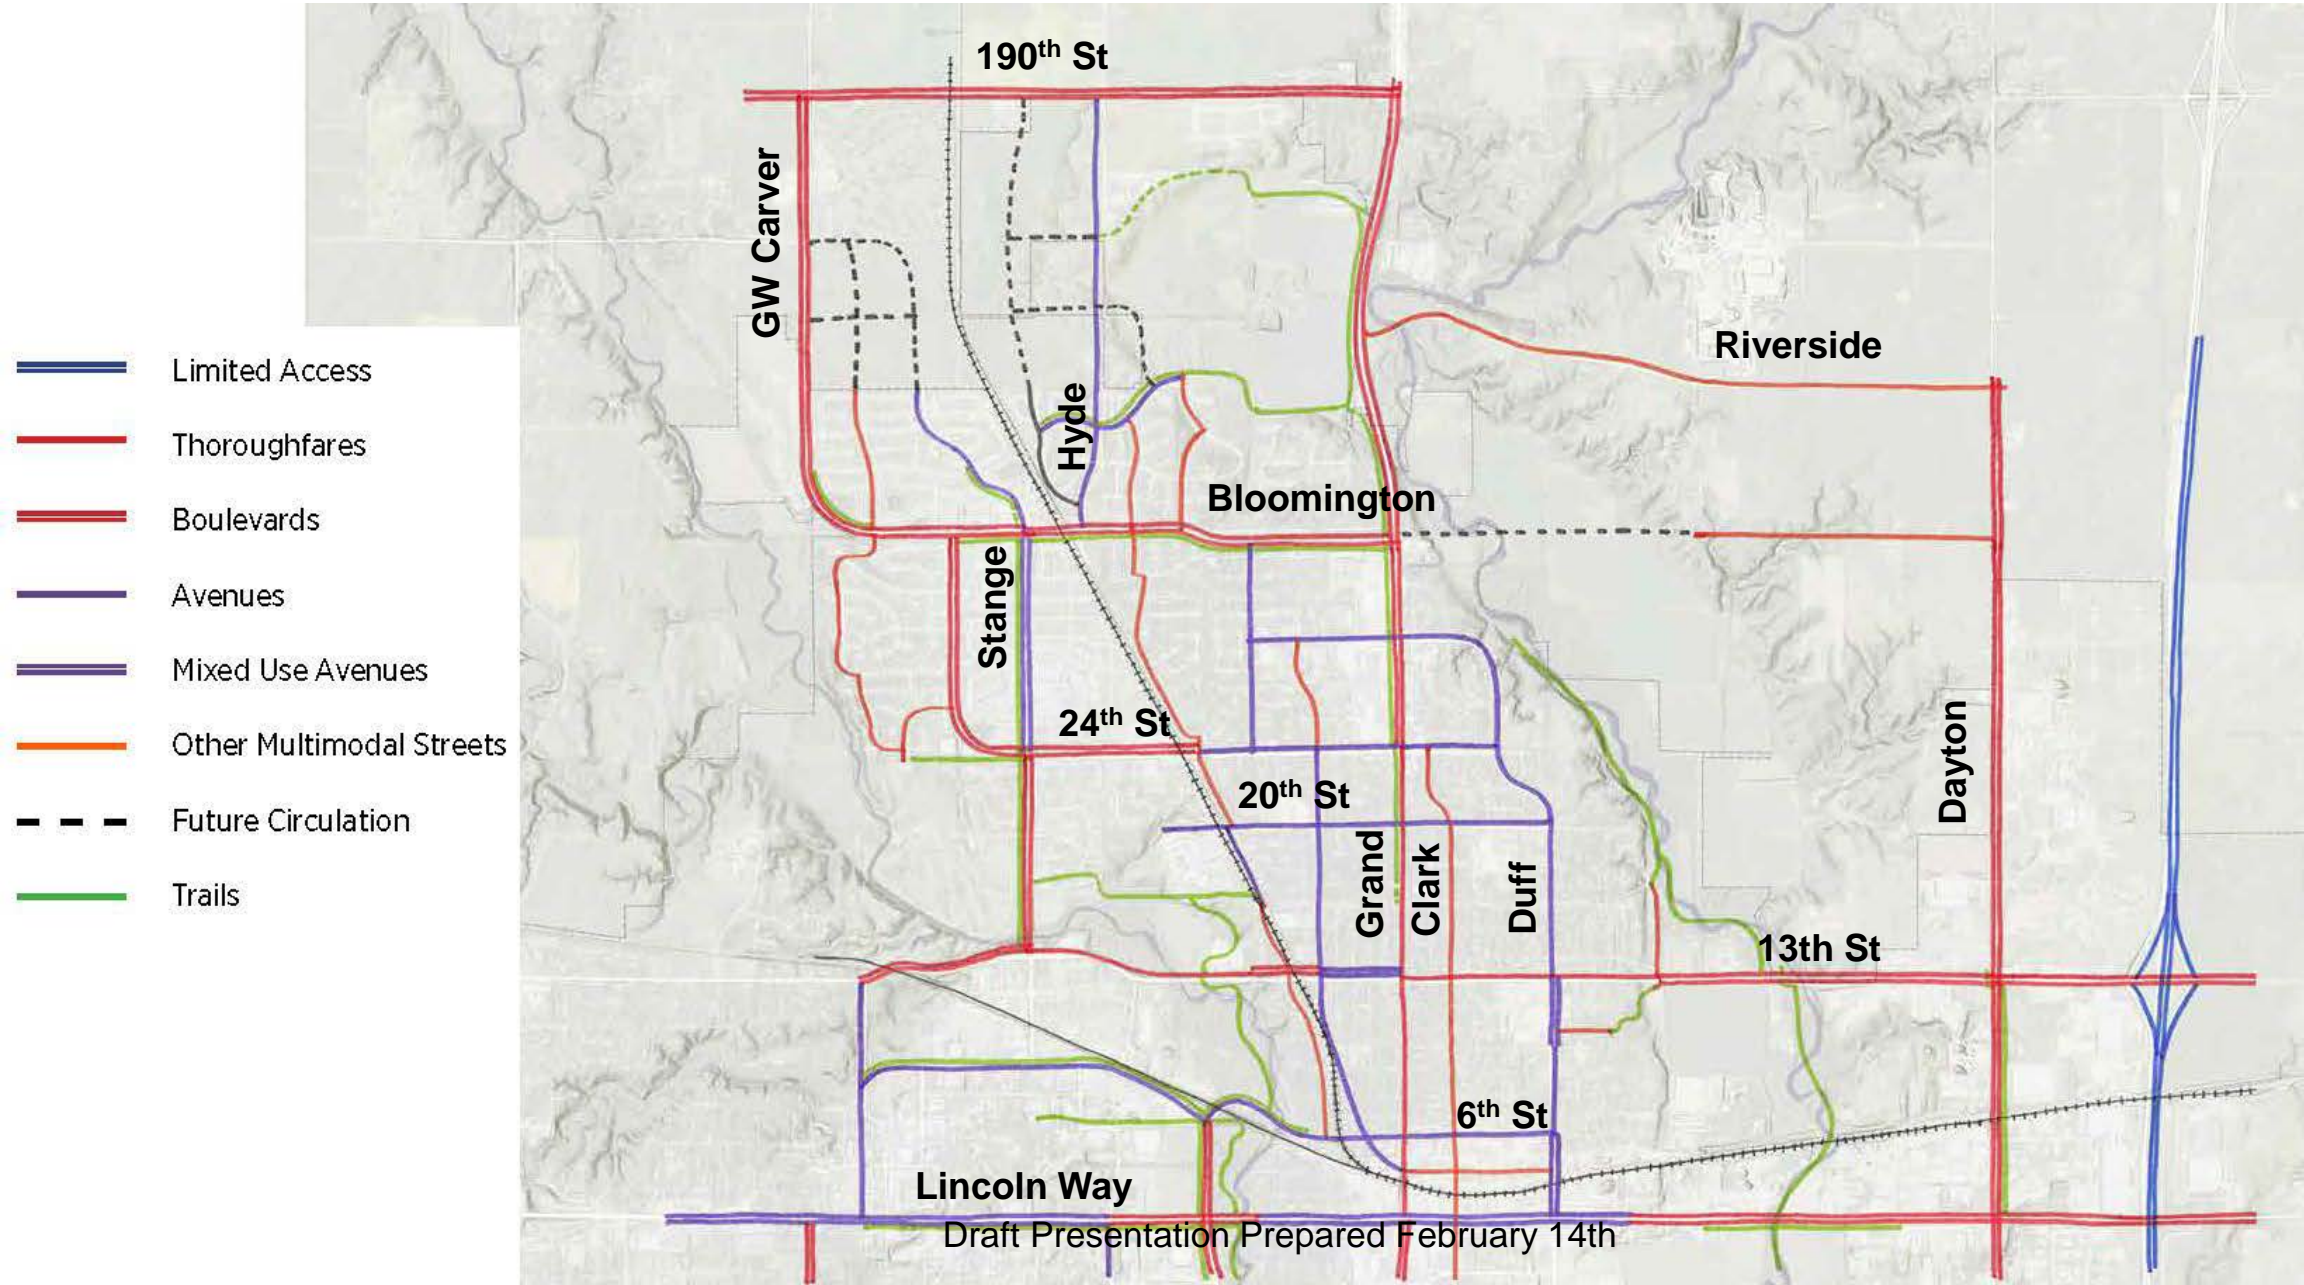 190th St
GW Carver
Riverside
Hyde
Bloomington
Stange
24th St
Dayton
20th St
Grand
Clark
Duff
13th St
6th St
Lincoln Way
Draft Presentation Prepared February 14th
Limited Access
Thoroughfares
Boulevards
Avenues
Mixed Use Avenues
Other Multimodal Streets
Future Circulation
Trails